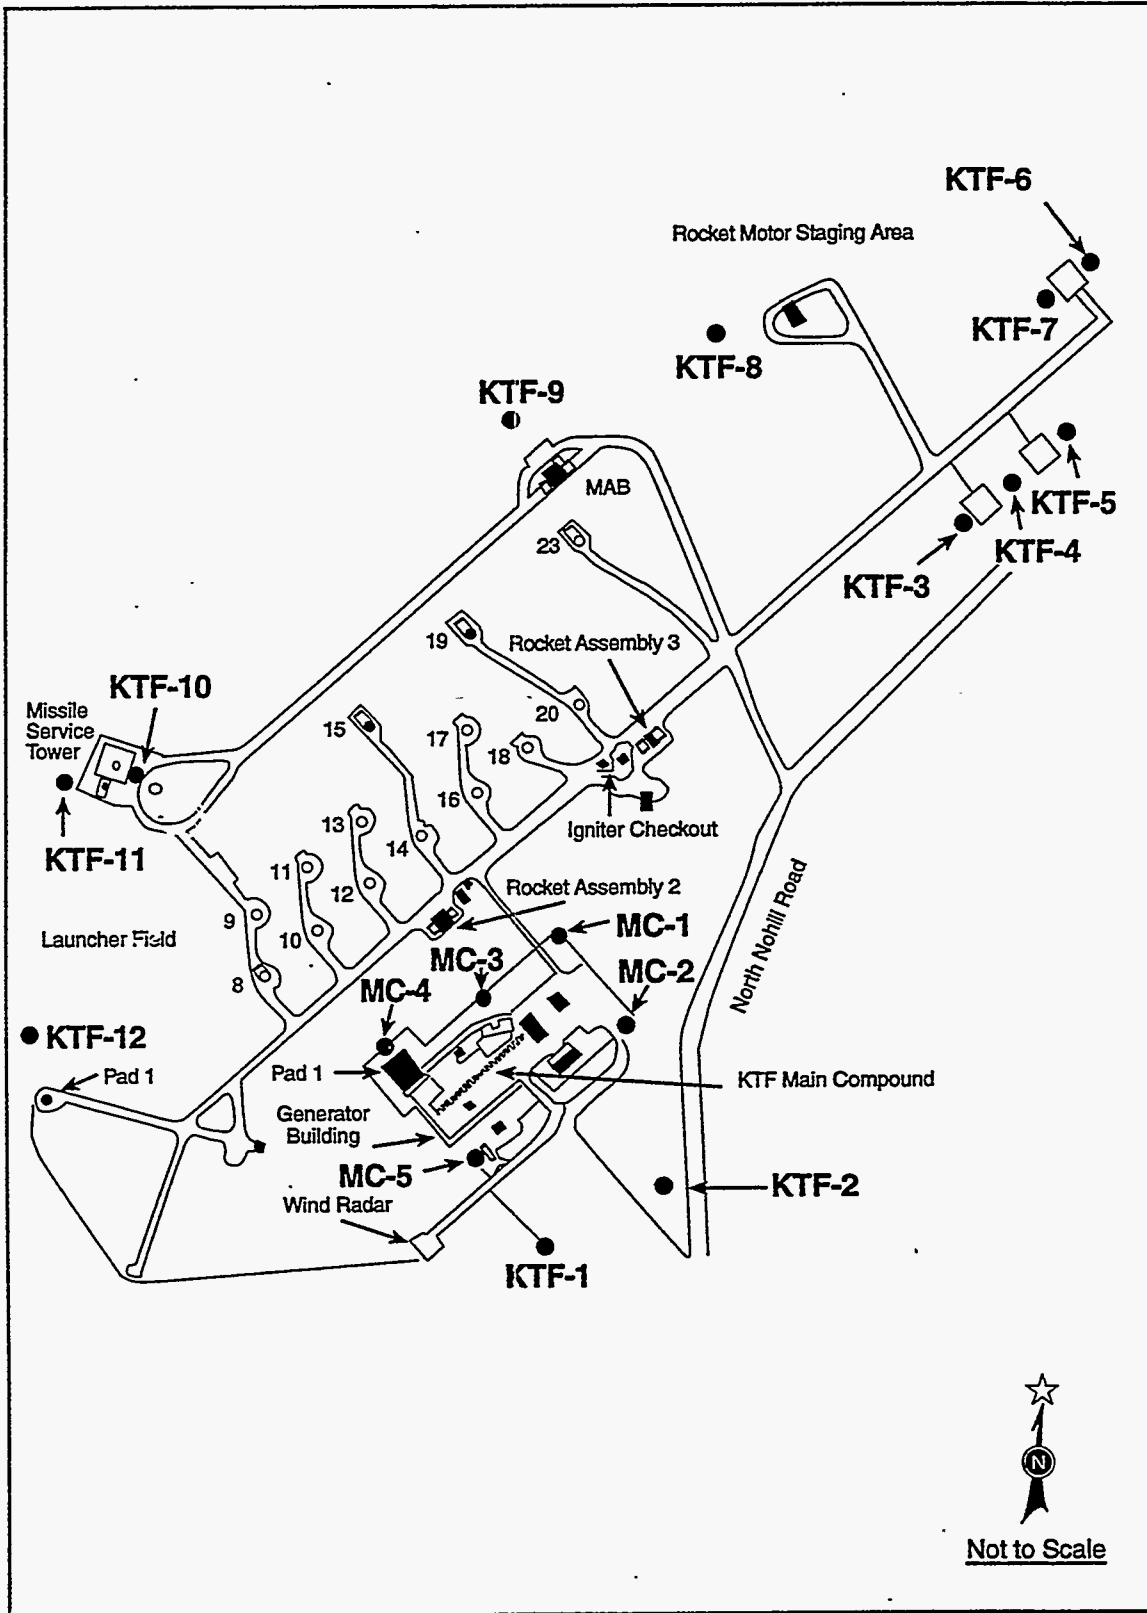 KTF-6
Rocket Motor Staging Area
KTF-7
KTF-8
KTF-9
MAB
KTF-5
23
KTF-4
KTF-3
19
Rocket Assembly 3
KTF-10
Missile
Service
Tower
15
20
17
18
16
13
Igniter Checkout
14
KTF-11
11
12
Rocket Assembly 2
9
10
MC-1
Launcher Field
MC-3
MC-2
North Nohill Road
8
MC-4
KTF-12
Pad 1
Pad 1
KTF Main Compound
Generator
Building
MC-5
KTF-2
Wind Radar
KTF-1
N
Not to Scale